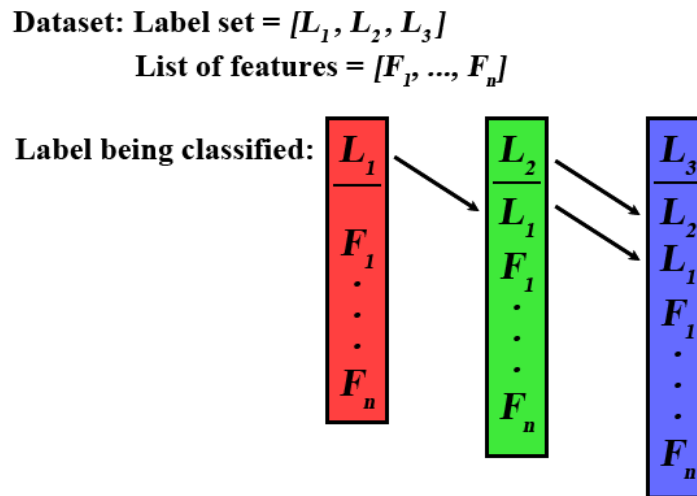 Dataset: Label set = [L₁, L₂, L₃]
List of features = [F₁, ..., Fₙ]
Label being classified: L₁ L₂ L₃
L₁ L₂
F₁ F₁ L₁
. . F₁
. . .
. . .
Fₙ Fₙ .
Fₙ